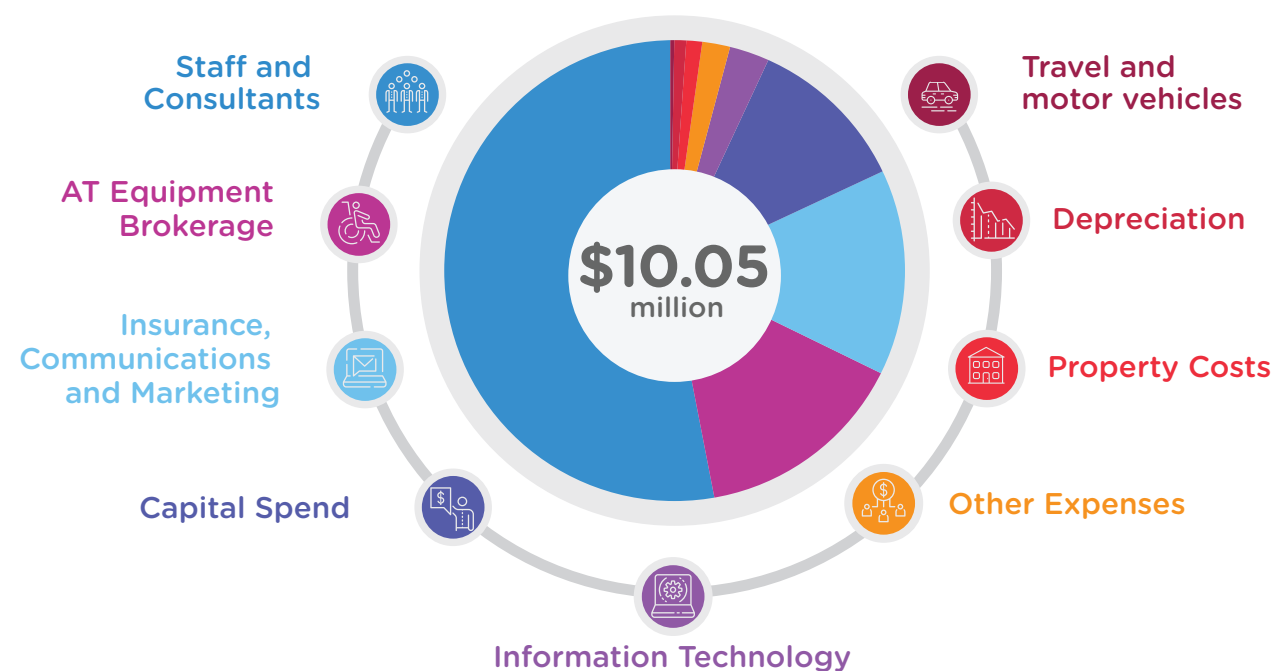 Staff and
Consultants
AT Equipment
Brokerage
Insurance,
Communications
and Marketing
Capital Spend
Information Technology
$10.05
million
$
$
Travel and
motor vehicles
Depreciation
Property Costs
Other Expenses